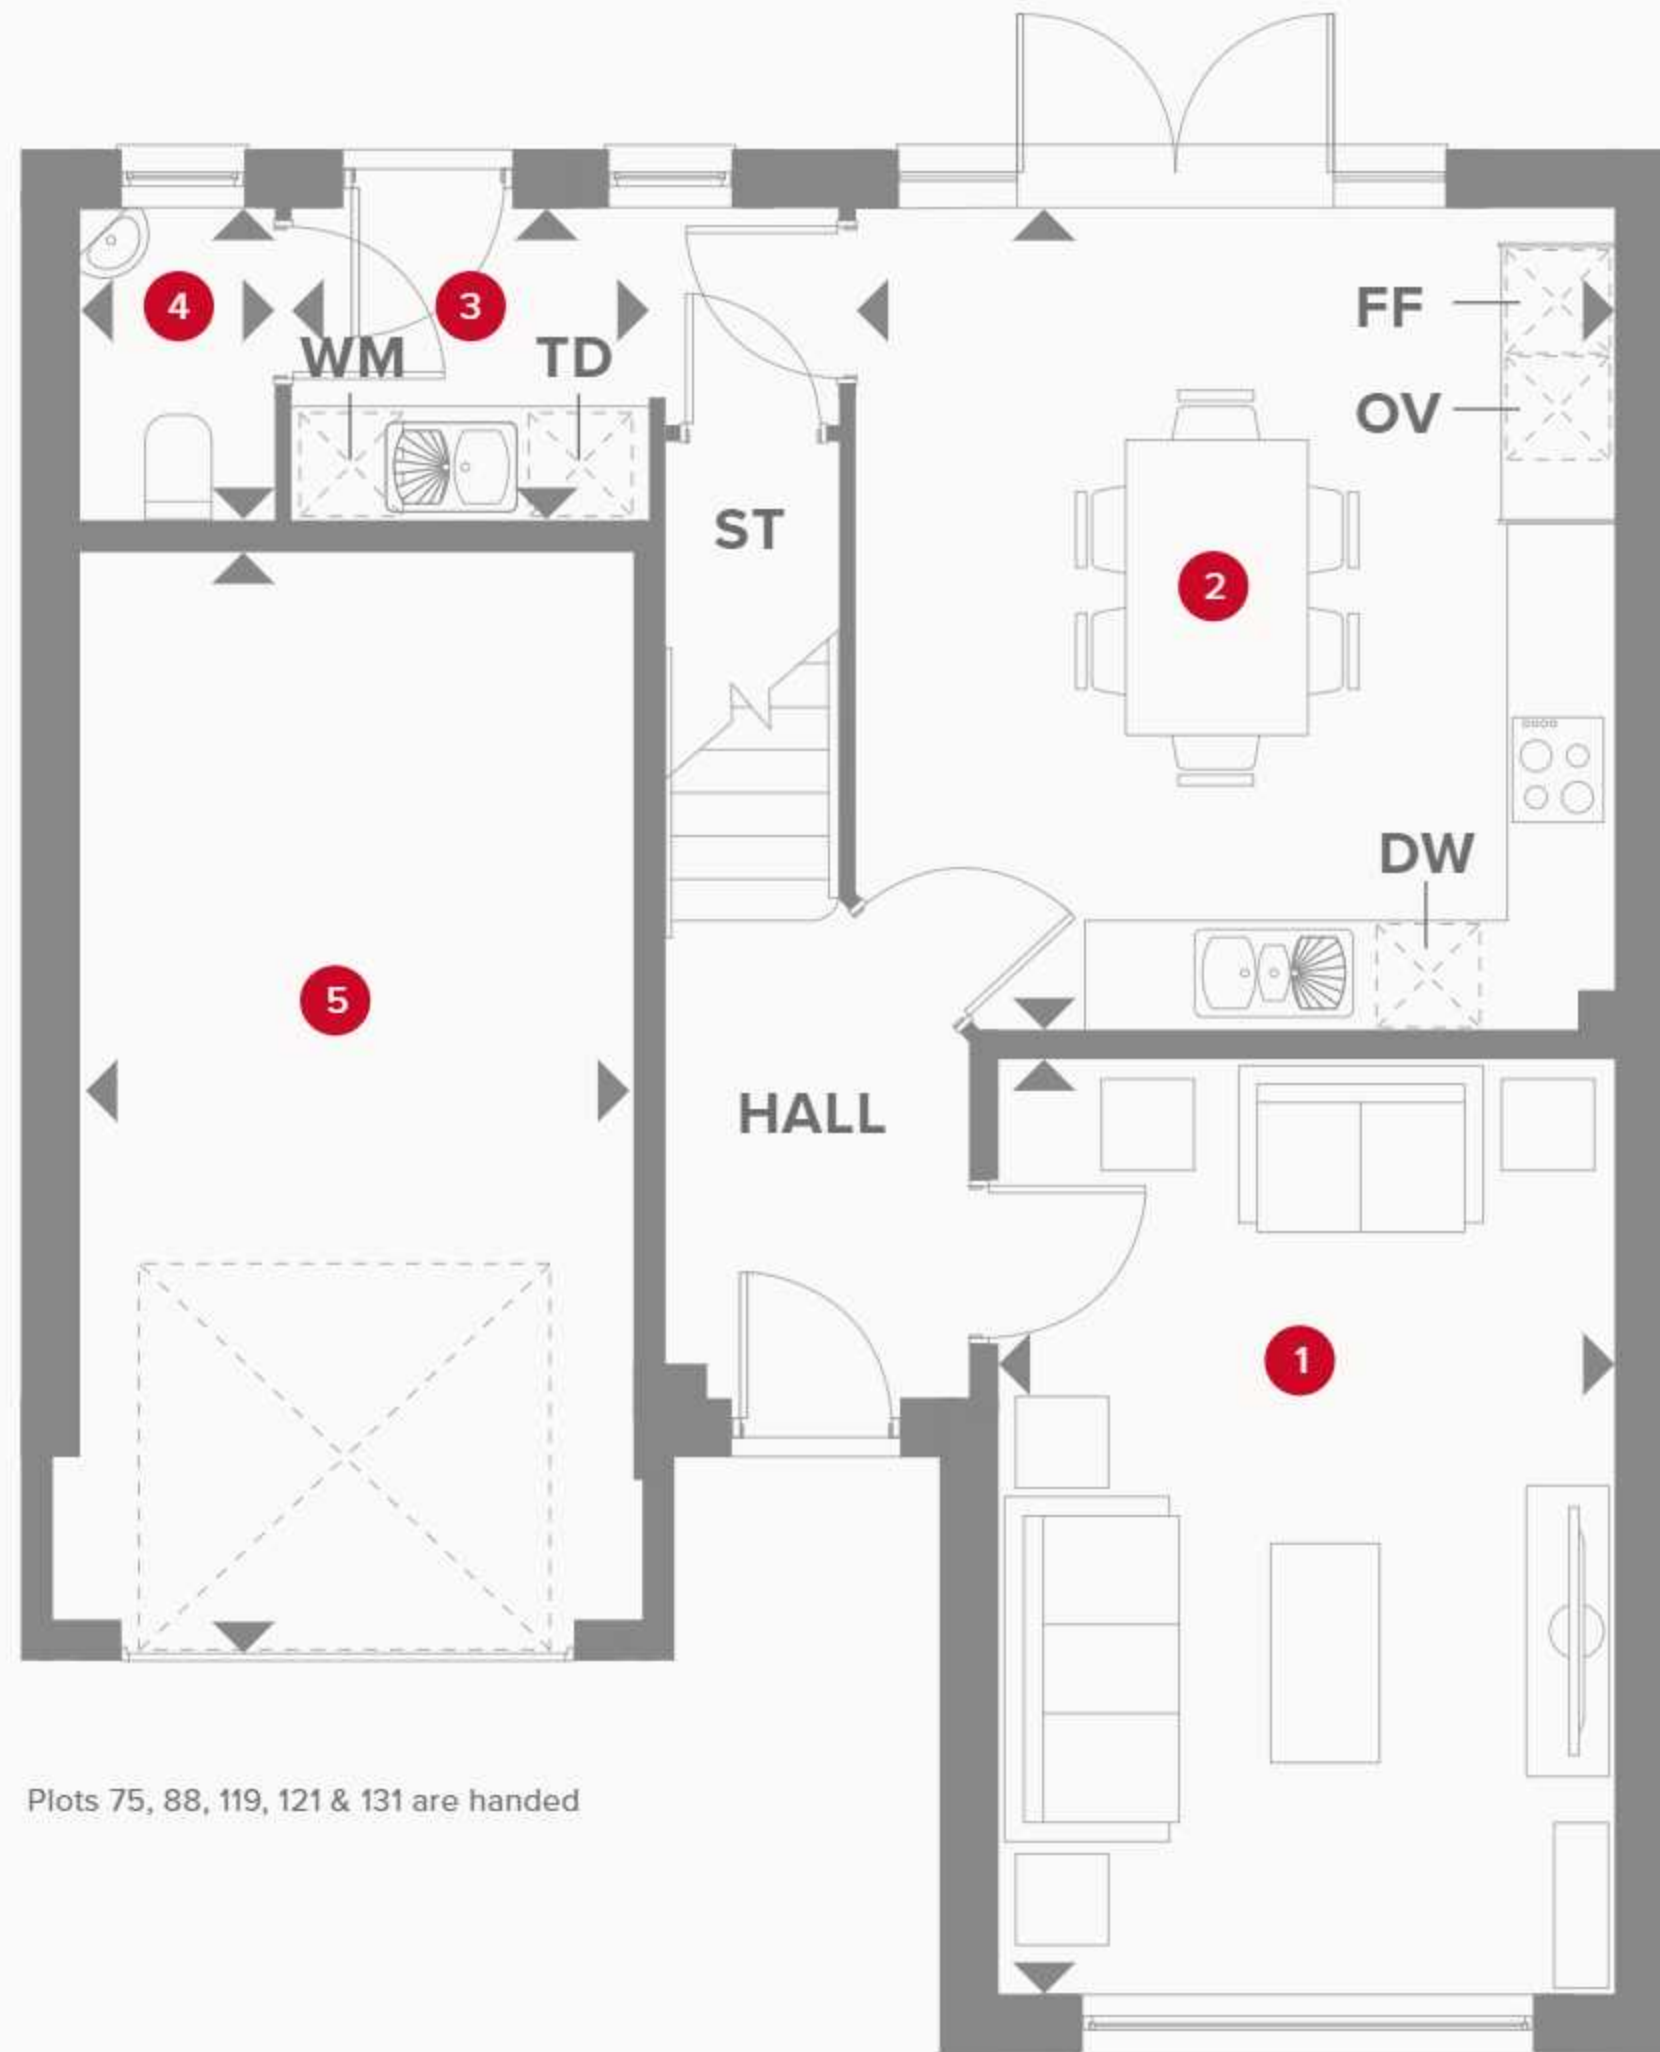 4
3
FF
WM
TD
OV
ST
2
DW
5
HALL
1
Plots 75, 88, 119, 121 & 131 are handed